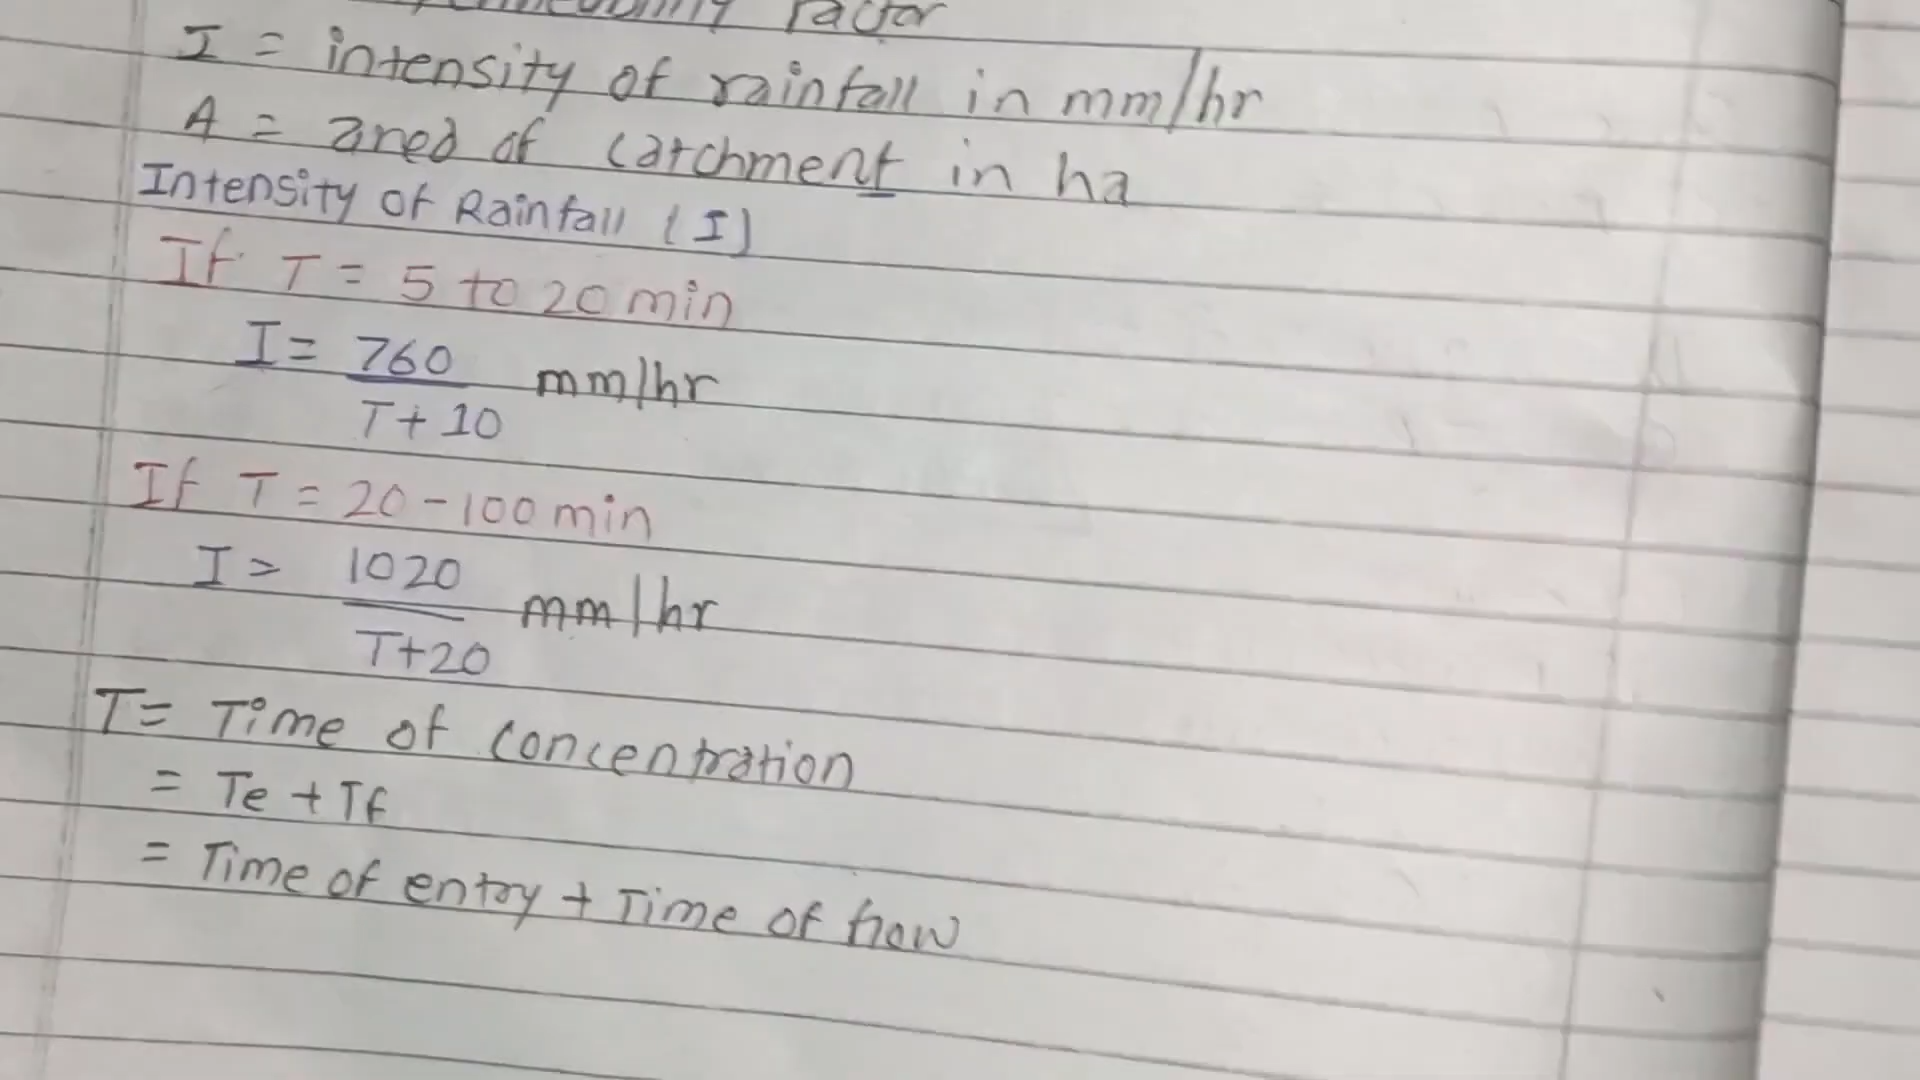 factor
I = intensity of rainfall in mm/hr
A = area of catchment in ha
Intensity of Rainfall (I)
If T = 5 to 20 min
I = 760 mm/hr
T + 10
If T = 20 - 100 min
I = 1020 mm/hr
T+20
T = Time of concentration
= Te + Tf
= Time of entry + Time of flow